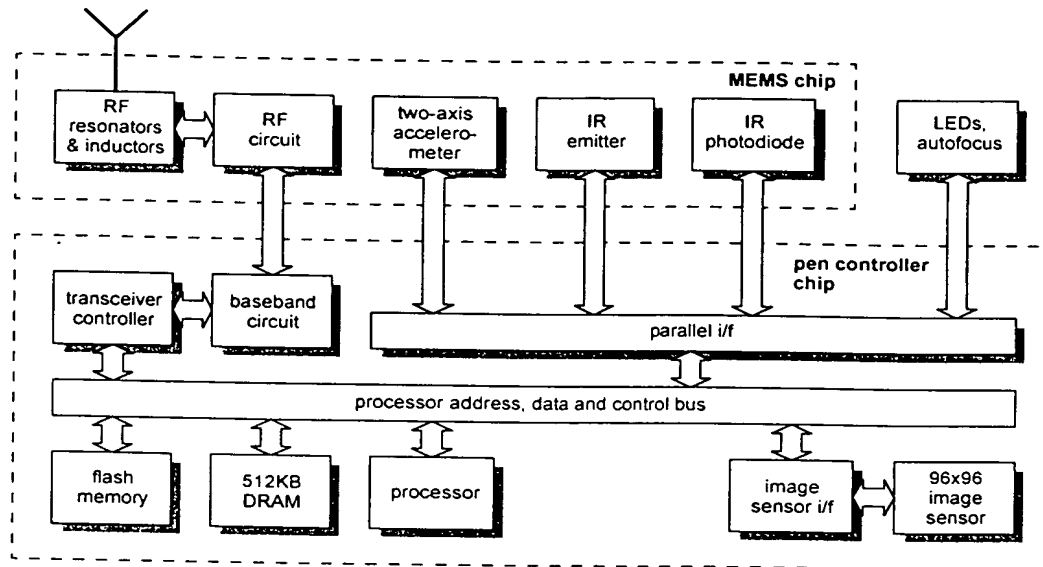 MEMS chip
RF
resonators
& inductors
RF
circuit
two-axis
accelero-
meter
IR
emitter
IR
photodiode
LEDs,
autofocus
pen controller
chip
transceiver
controller
baseband
circuit
parallel i/f
processor address, data and control bus
flash
memory
512KB
DRAM
processor
image
sensor i/f
96x96
image
sensor